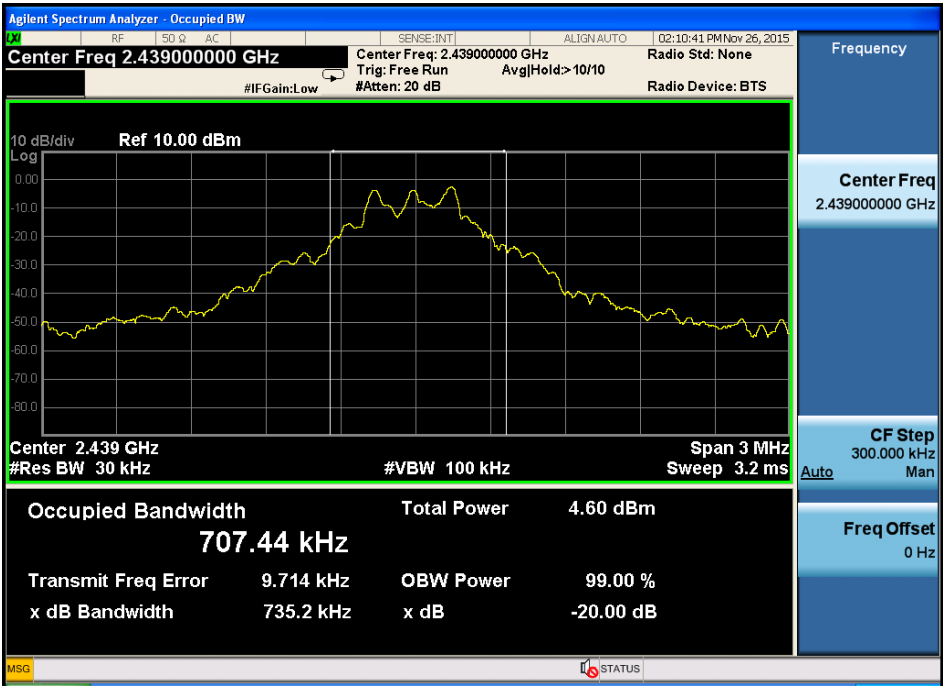 Agilent Spectrum Analyzer - Occupied BW
LXI RF 50 Ω AC SENSE:INT ALIGN AUTO 02:10:41 PM Nov 26, 2015
Center Freq 2.439000000 GHz
Center Freq: 2.439000000 GHz
Radio Std: None
Trig: Free Run Avg|Hold:> 10/10
#IFGain:Low
#Atten: 20 dB
Radio Device: BTS
Frequency
10 dB/div Ref 10.00 dBm
Log
0.00
-10.0
-20.0
-30.0
-40.0
-50.0
-60.0
-70.0
-80.0
Center Freq
2.439000000 GHz
Center 2.439 GHz Span 3 MHz
#Res BW 30 kHz #VBW 100 kHz Sweep 3.2 ms
CF Step
300.000 kHz
Auto Man
Occupied Bandwidth Total Power 4.60 dBm
707.44 kHz
Transmit Freq Error 9.714 kHz OBW Power 99.00 %
x dB Bandwidth 735.2 kHz x dB -20.00 dB
Freq Offset
0 Hz
MSG STATUS